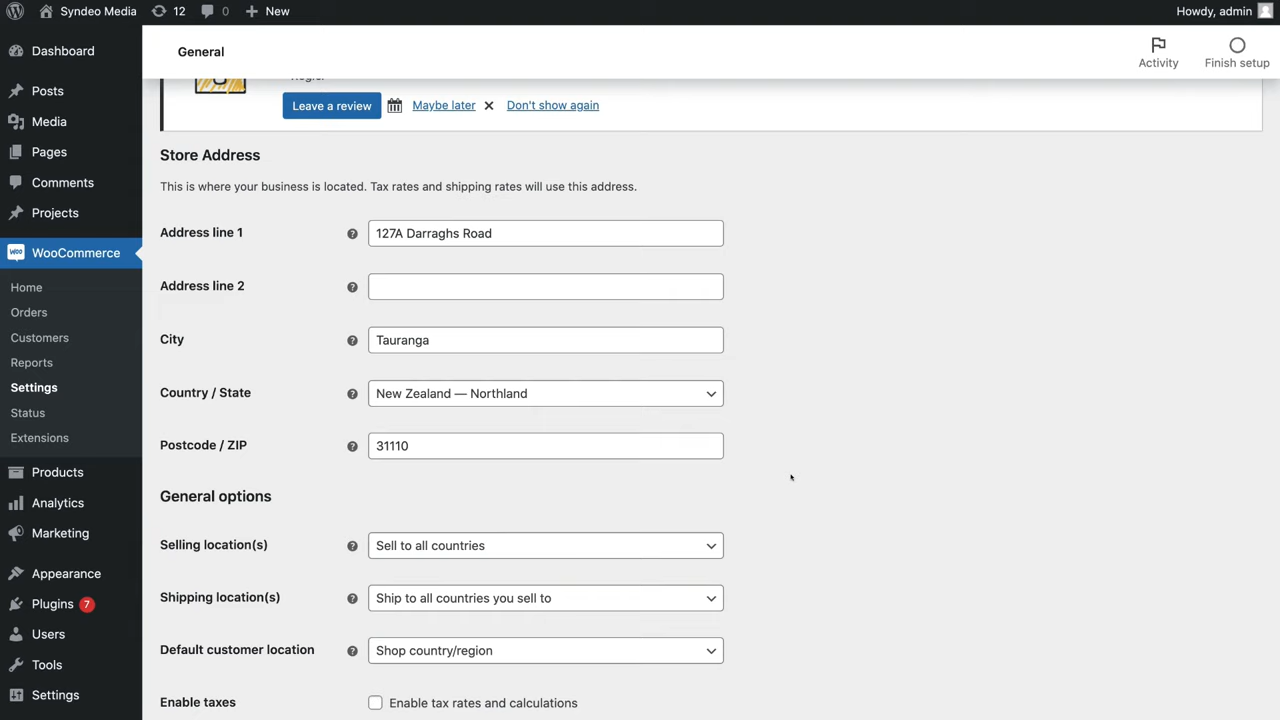 Syndeo Media
12
0
New
Howdy, admin
Dashboard
Posts
Media
Pages
Comments
Projects
WooCommerce
Home
Orders
Customers
Reports
Settings
Status
Extensions
Products
Analytics
Marketing
Appearance
Plugins 7
Users
Tools
Settings
General
Activity
Finish setup
Leave a review
Maybe later
Don't show again
Store Address
This is where your business is located. Tax rates and shipping rates will use this address.
Address line 1
127A Darraghs Road
Address line 2
City
Tauranga
Country / State
New Zealand — Northland
Postcode / ZIP
31110
General options
Selling location(s)
Sell to all countries
Shipping location(s)
Ship to all countries you sell to
Default customer location
Shop country/region
Enable taxes
Enable tax rates and calculations